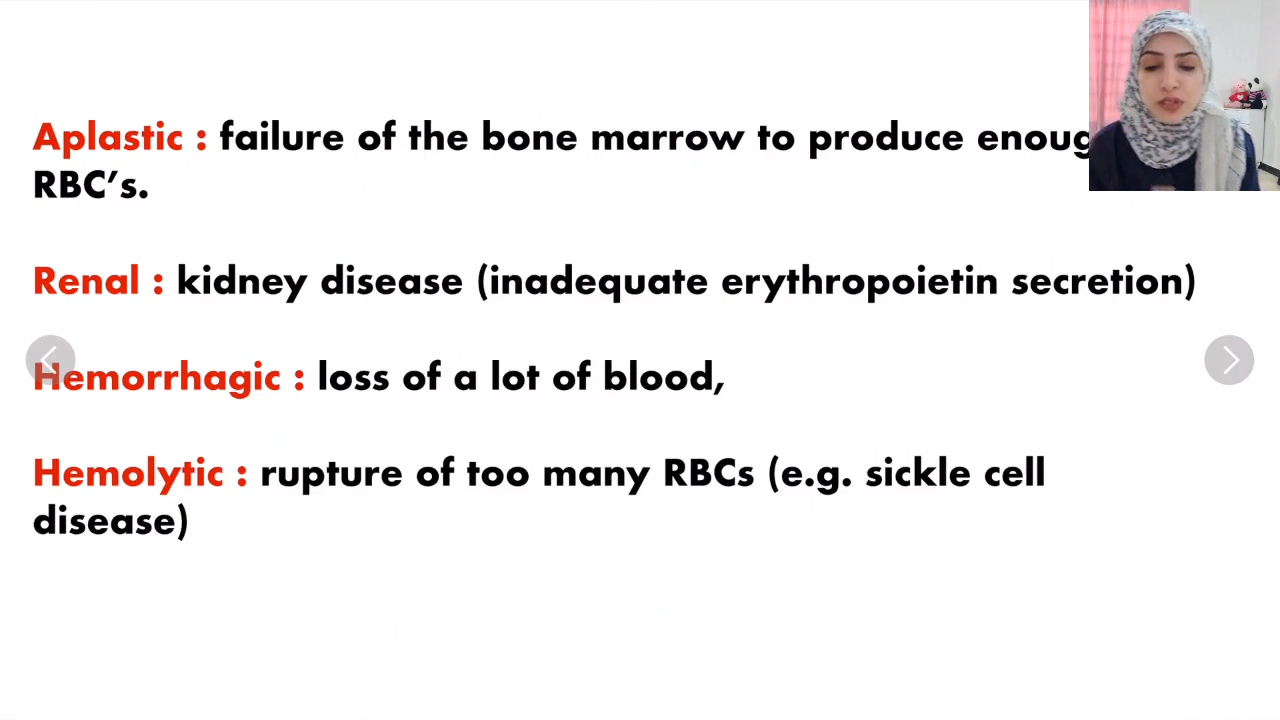 Aplastic : failure of the bone marrow to produce
RBC’s.
Renal : kidney disease (inadequate erythropoietin secretion)
Hemorrhagic : loss of a lot of blood,
Hemolytic : rupture of too many RBCs (e.g. sickle cell
disease)